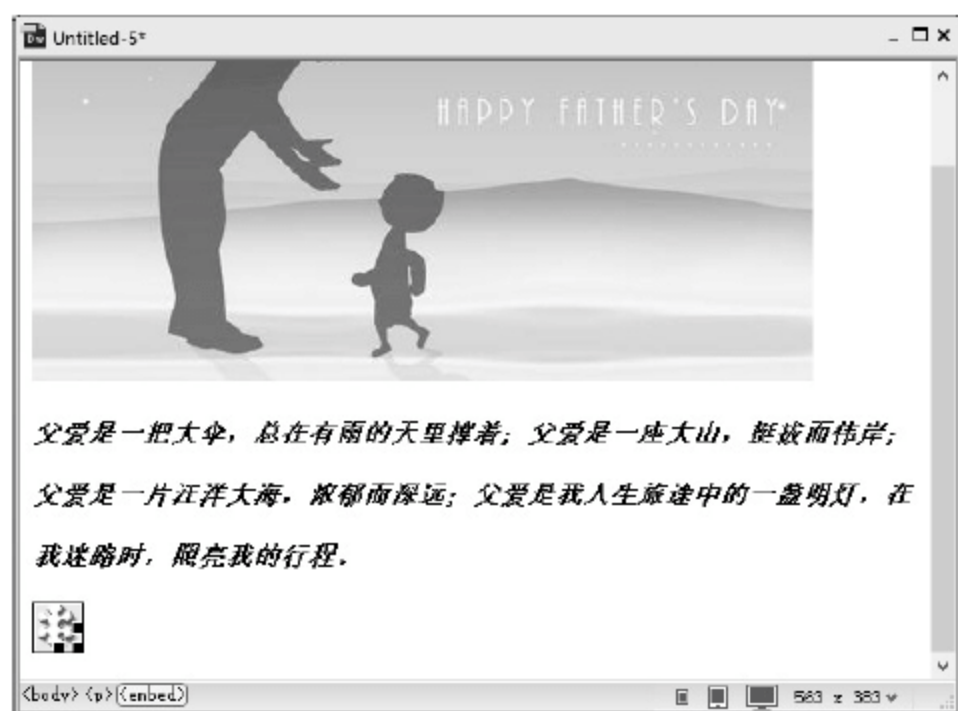 Untitled-5*
HAPPY FATHER'S DAY
父爱是一把大伞，总在有雨的天里撑着；父爱是一座大山，挺拔而伟岸；
父爱是一片汪洋大海，浓郁而深远；父爱是我人生旅途中的一盏明灯，在
我迷路时，照亮我的行程。
<body> <p> <embed> 583 x 383